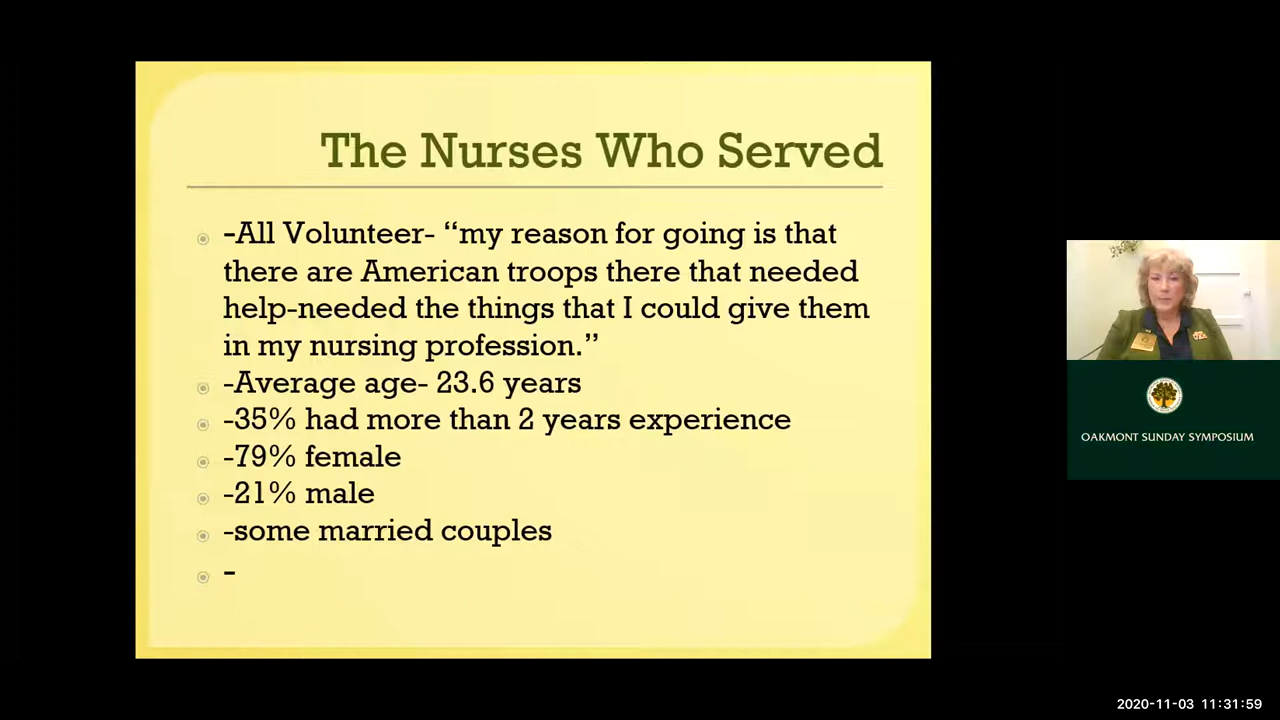 The Nurses Who Served
-All Volunteer- “my reason for going is that
there are American troops there that needed
help-needed the things that I could give them
in my nursing profession.”
-Average age- 23.6 years
-35% had more than 2 years experience
-79% female
-21% male
-some married couples
-
OAKMONT SUNDAY SYMPOSIUM
2020-11-03 11:31:59